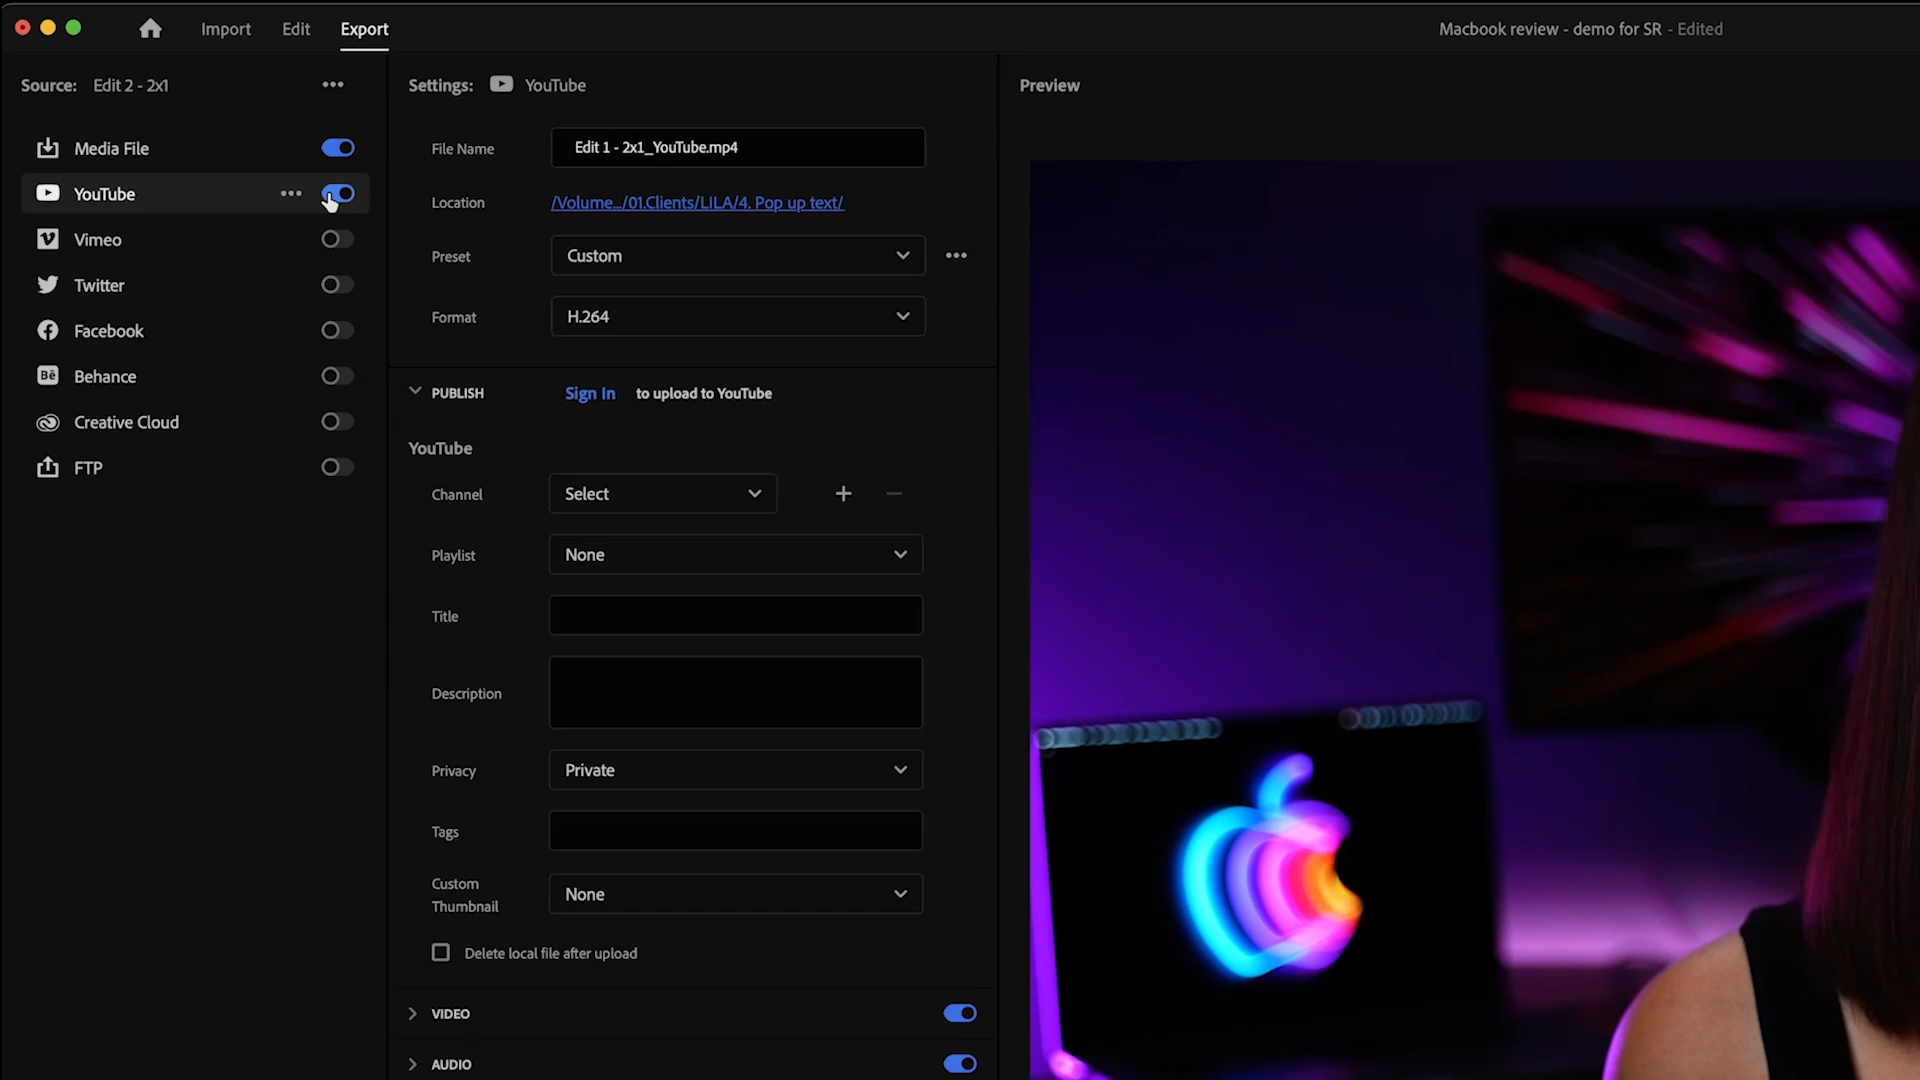 Import
Edit
Export
Macbook review - demo for SR - Edited
Source: Edit 2 - 2x1
Media File
YouTube
Vimeo
Twitter
Facebook
Bē Behance
Creative Cloud
FTP
Settings: YouTube
File Name
Edit 1 - 2x1_YouTube.mp4
Location
/Volume.../01.Clients/LILA/4. Pop up text/
Preset
Custom
Format
H.264
PUBLISH
Sign In to upload to YouTube
YouTube
Channel
Select
Playlist
None
Title
Description
Privacy
Private
Tags
Custom
Thumbnail
None
Delete local file after upload
VIDEO
AUDIO
Preview